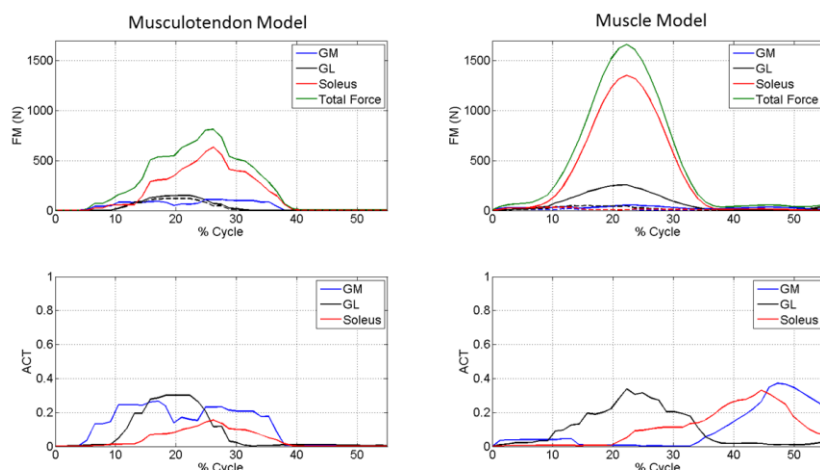 Musculotendon Model
Muscle Model
FM (N)
1500
1000
500
0
GM
GL
Soleus
Total Force
0 10 20 30 40 50
% Cycle
FM (N)
1500
1000
500
0
GM
GL
Soleus
Total Force
0 10 20 30 40 50
% Cycle
ACT
1
0.8
0.6
0.4
0.2
0
GM
GL
Soleus
0 10 20 30 40 50
% Cycle
ACT
1
0.8
0.6
0.4
0.2
0
GM
GL
Soleus
0 10 20 30 40 50
% Cycle